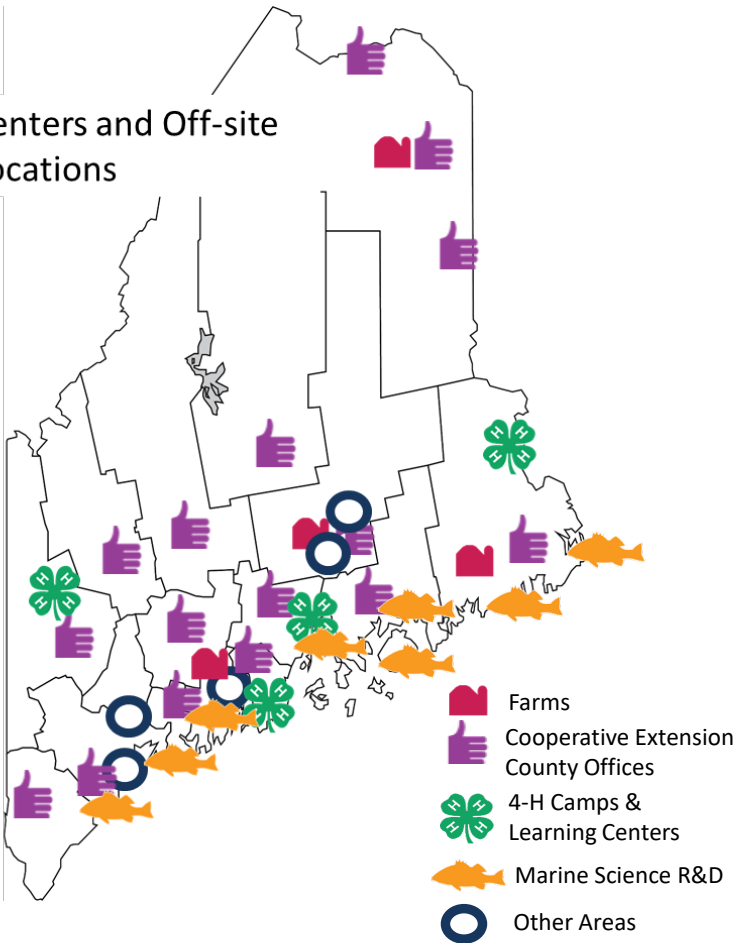 enters and Off-site
ocations
Farms
Cooperative Extension
County Offices
4-H Camps &
Learning Centers
Marine Science R&D
Other Areas